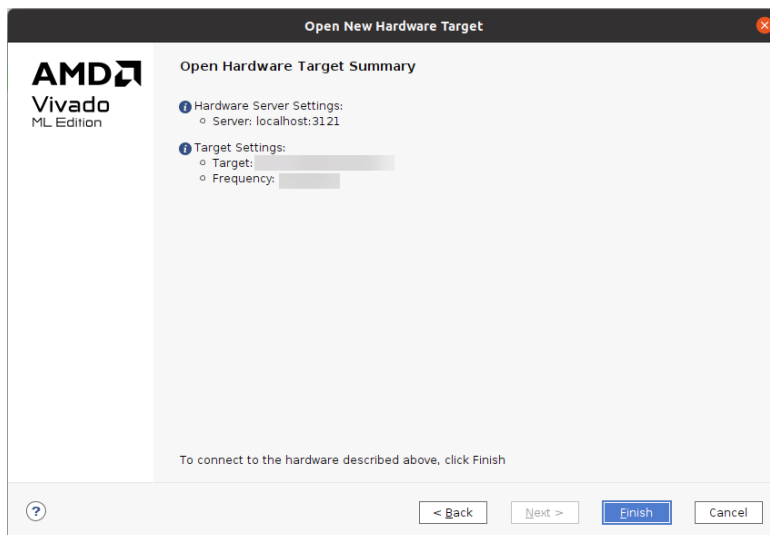 Open New Hardware Target
AMD
Vivado
ML Edition
Open Hardware Target Summary
Hardware Server Settings:
Server: localhost:3121
Target Settings:
Target:
Frequency:
To connect to the hardware described above, click Finish
?
< Back
Next >
Finish
Cancel